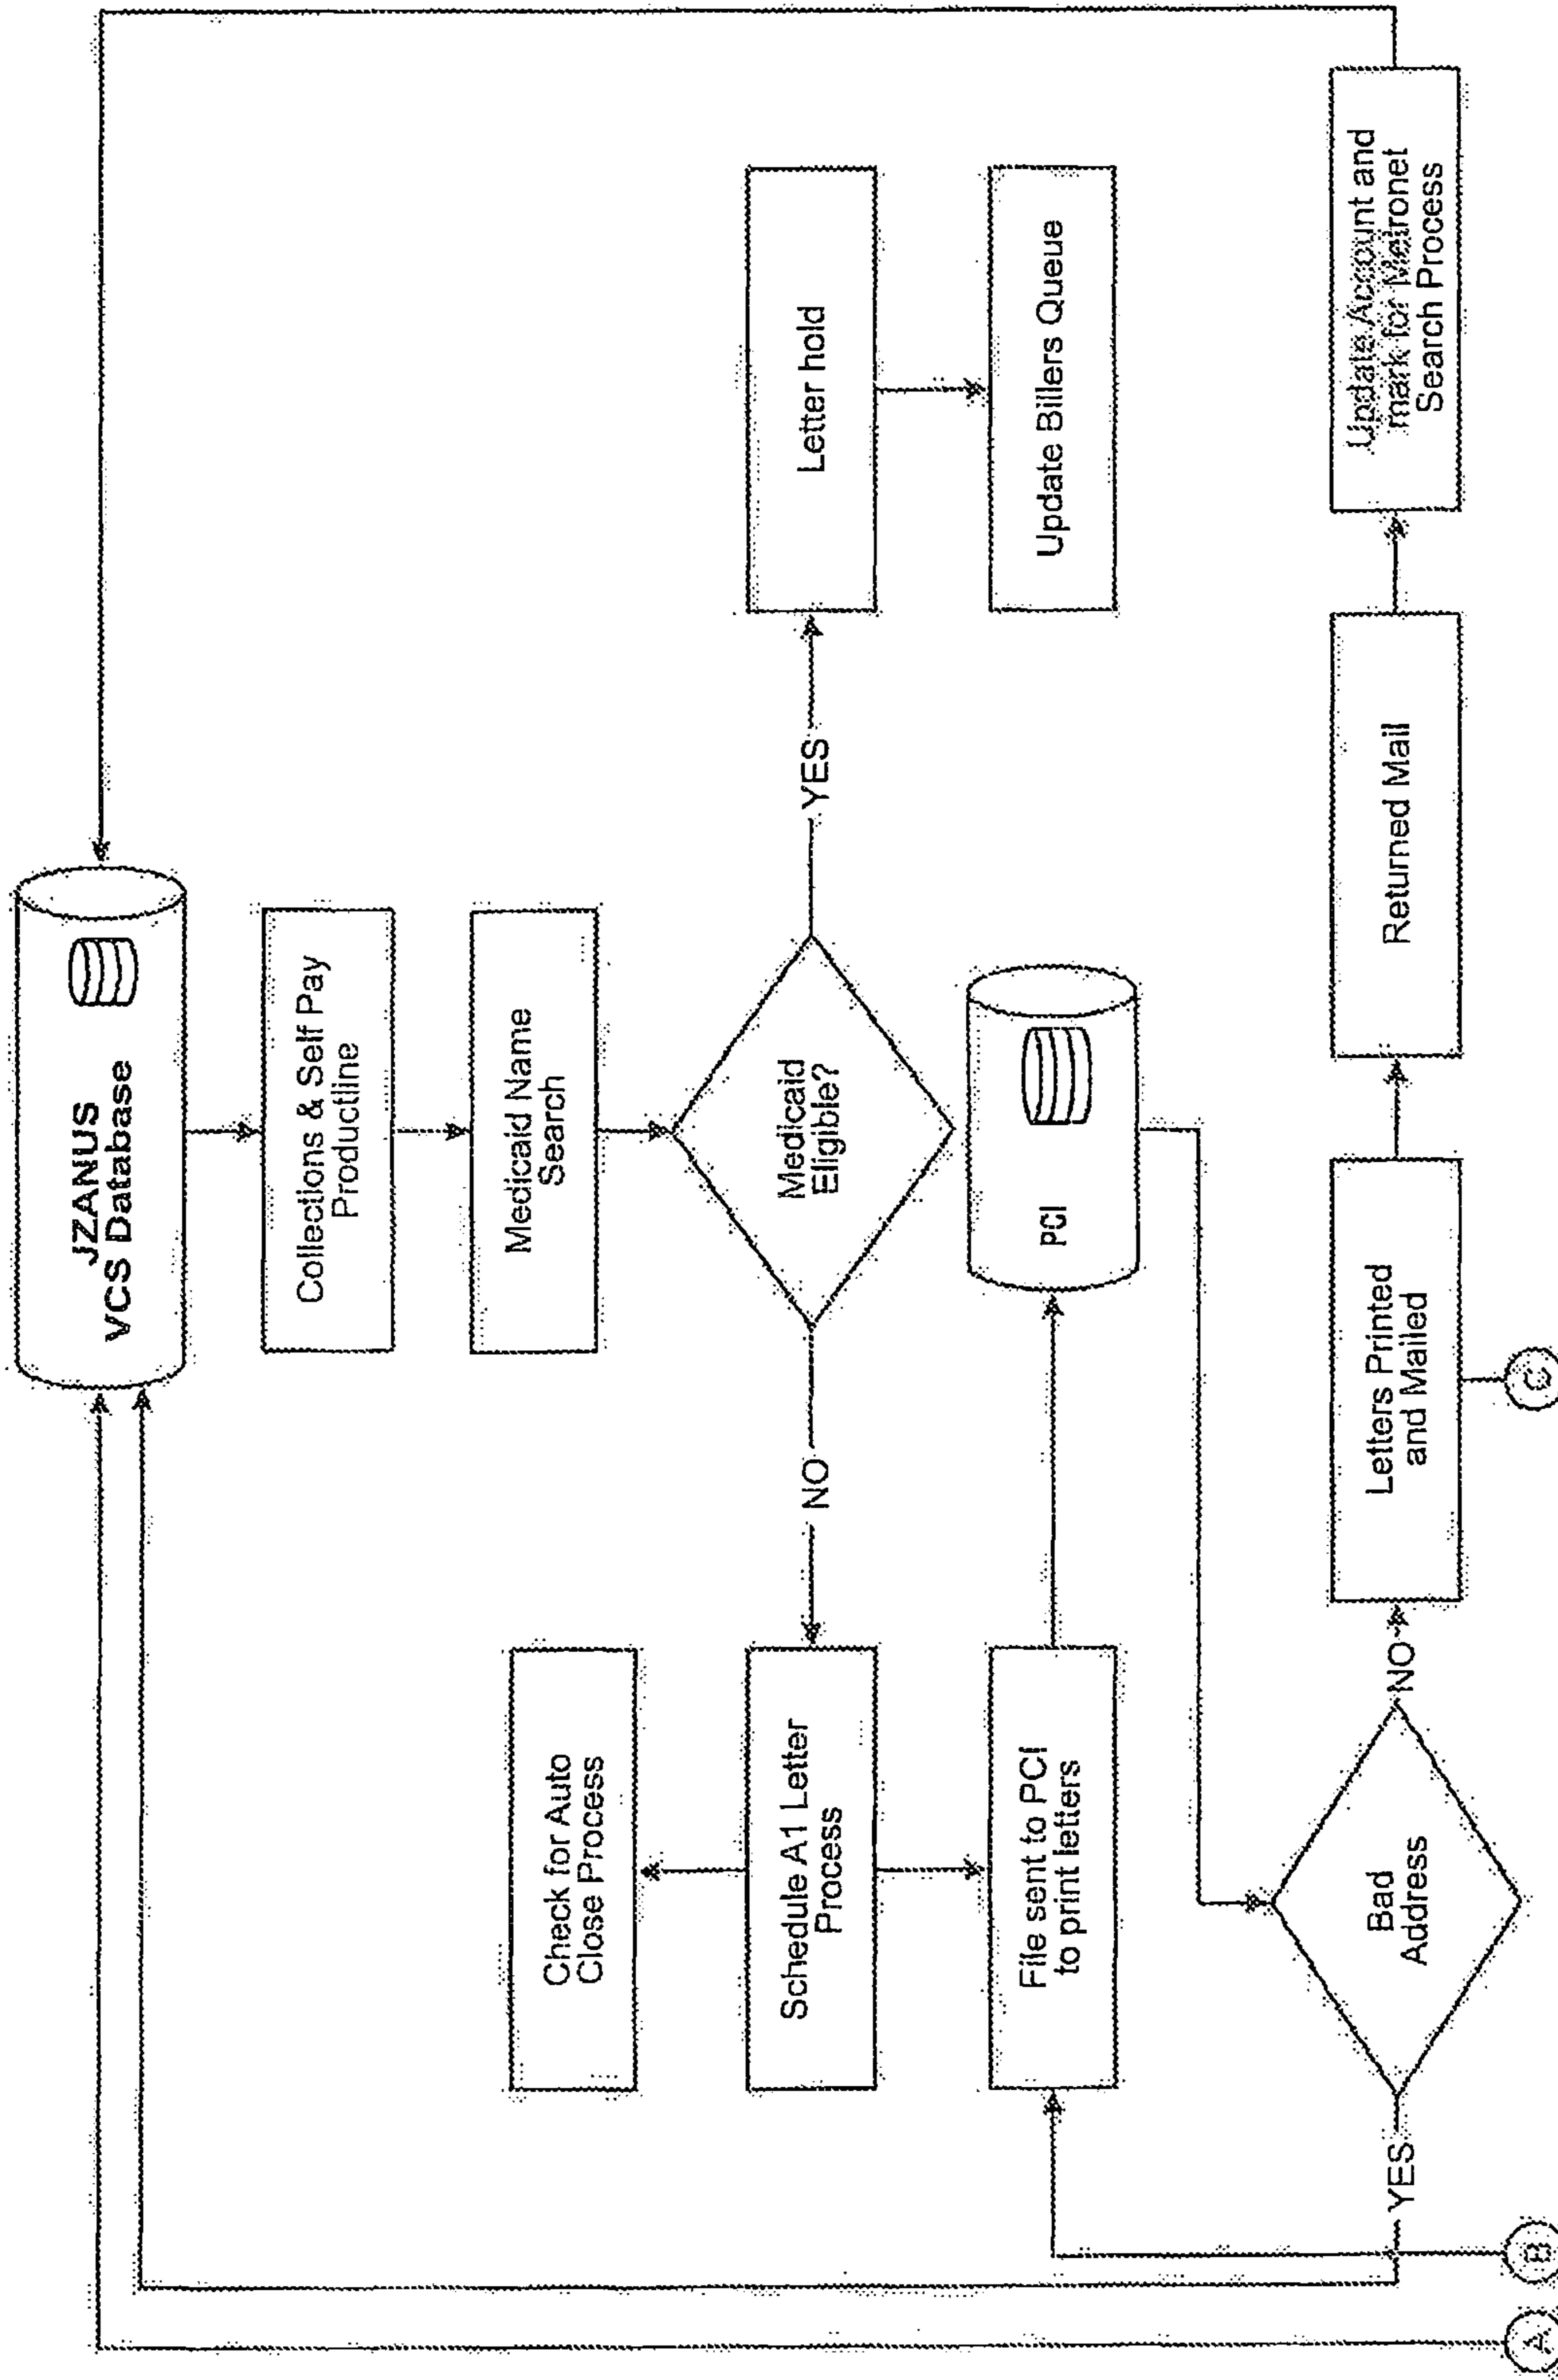 JZANUS
VCS Database
Collections & Self Pay
Productline
Medicaid Name
Search
Medicaid
Eligible?
NO
YES
Check for Auto
Close Process
Schedule A1 Letter
Process
Letter hold
File sent to PCI
to print letters
PCI
Update Billers Queue
YES
Bad
Address
NO
Letters Printed
and Mailed
Returned Mail
Update Account and
mark for Metronet
Search Process
A
B
C